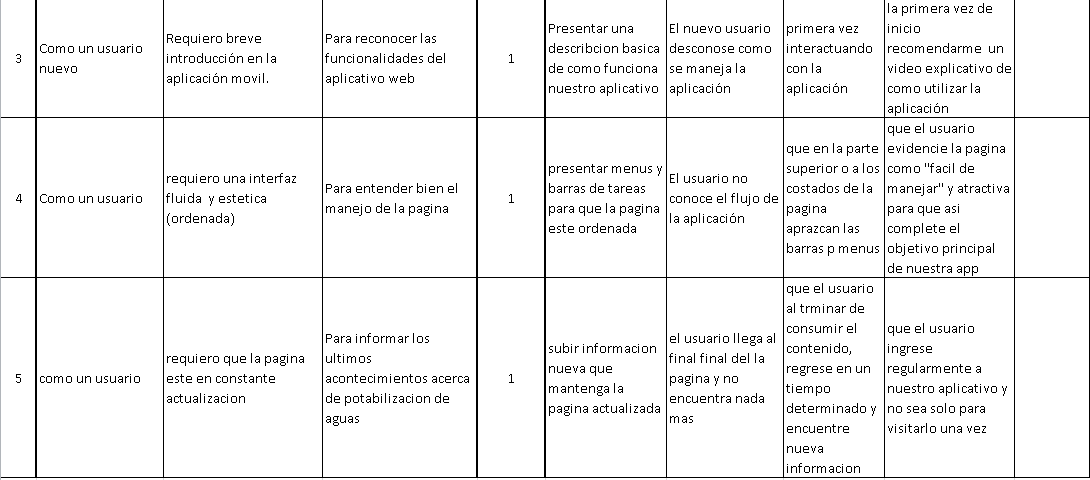 3
Como un usuario
nuevo
Requiero breve
introducción en la
aplicación movil.
Para reconocer las
funcionalidades del
aplicativo web
1
Presentar una
describcion basica
de como funciona
nuestro aplicativo
El nuevo usuario
desconose como
se maneja la
aplicación
primera vez
interactuando
con la
aplicación
la primera vez de
inicio
recomendarme un
video explicativo de
como utilizar la
aplicación
4
Como un usuario
requiero una interfaz
fluida y estetica
(ordenada)
Para entender bien el
manejo de la pagina
1
presentar menus y
barras de tareas
para que la pagina
este ordenada
El usuario no
conoce el flujo de
la aplicación
que en la parte
superior o a los
costados de la
pagina
aprazcan las
barras p menus
que el usuario
evidencie la pagina
como "facil de
manejar" y atractiva
para que asi
complete el
objetivo principal
de nuestra app
5
como un usuario
requiero que la pagina
este en constante
actualizacion
Para informar los
ultimos
acontecimientos acerca
de potabilizacion de
aguas
1
subir informacion
nueva que
mantenga la
pagina actualizada
el usuario llega al
final final del la
pagina y no
encuentra nada
mas
que el usuario
al trminar de
consumir el
contenido,
regrese en un
tiempo
determinado y
encuentre
nueva
informacion
que el usuario
ingrese
regularmente a
nuestro aplicativo y
no sea solo para
visitarlo una vez